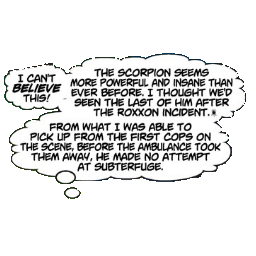 I CAN'T
BELIEVE
THIS!
THE SCORPION SEEMS
MORE POWERFUL AND INSANE THAN
EVER BEFORE. I THOUGHT WE'D
SEEN THE LAST OF HIM AFTER
THE ROXXON INCIDENT.*
FROM WHAT I WAS ABLE TO
PICK UP FROM THE FIRST COPS ON
THE SCENE, BEFORE THE AMBULANCE TOOK
THEM AWAY, HE MADE NO ATTEMPT
AT SUBTERFUGE.